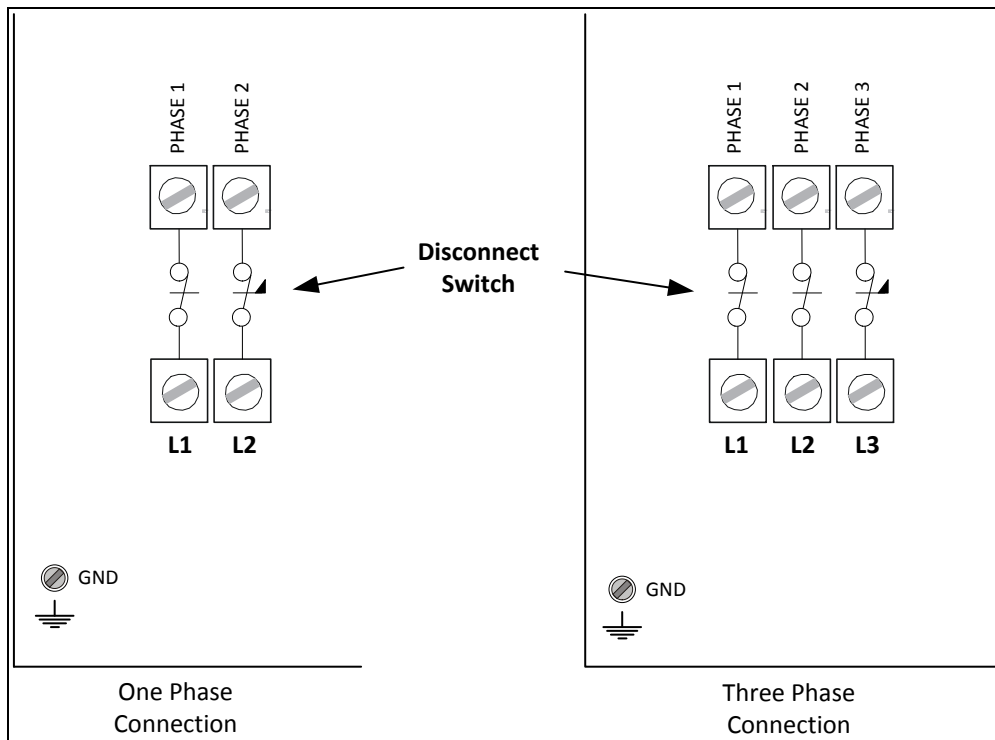 PHASE 1
PHASE 2
L1
L2
GND
One Phase
Connection
Disconnect
Switch
PHASE 1
PHASE 2
PHASE 3
L1
L2
L3
GND
Three Phase
Connection